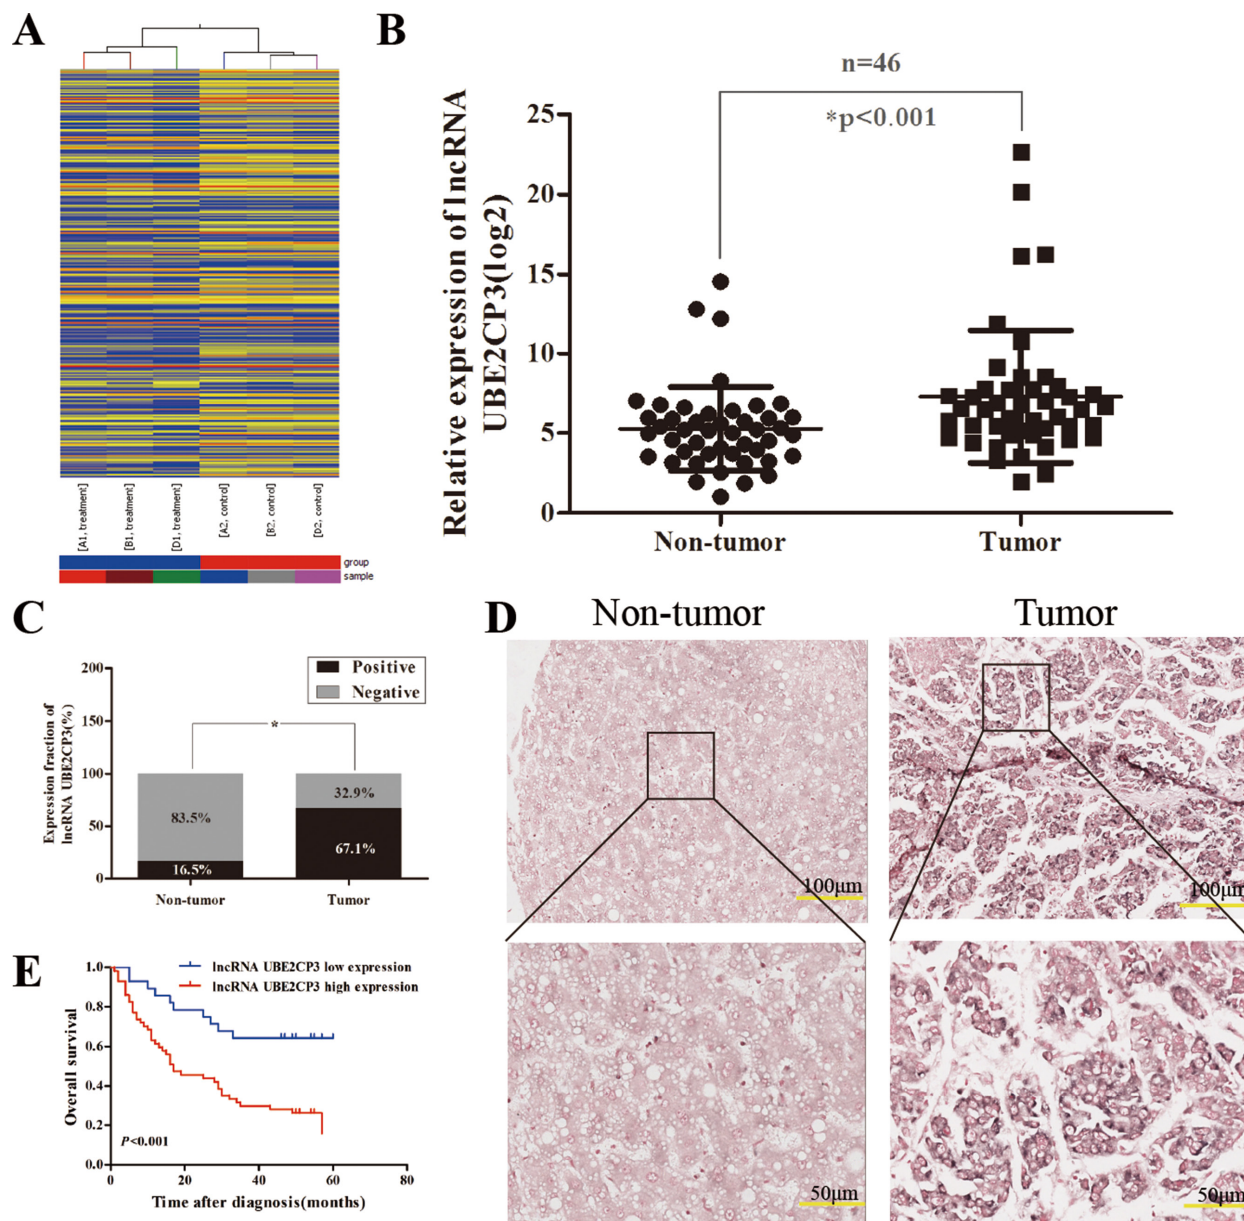 A
[A1, treatment]
[B1, treatment]
[D1, treatment]
[A2, control]
[B2, control]
[D2, control]
group
sample
B
n=46
*p<0.001
Relative expression of lncRNA
UBE2CP3(log2)
25
20
15
10
5
0
Non-tumor
Tumor
C
Positive
Negative
Expression fraction of
lncRNA UBE2CP3(%)
200
150
100
50
0
*
83.5%
16.5%
32.9%
67.1%
Non-tumor
Tumor
D
Non-tumor
Tumor
100μm
100μm
50μm
50μm
E
lncRNA UBE2CP3 low expression
lncRNA UBE2CP3 high expression
Overall survival
1.0
0.8
0.6
0.4
0.2
0.0
P<0.001
0
20
40
60
80
Time after diagnosis(months)